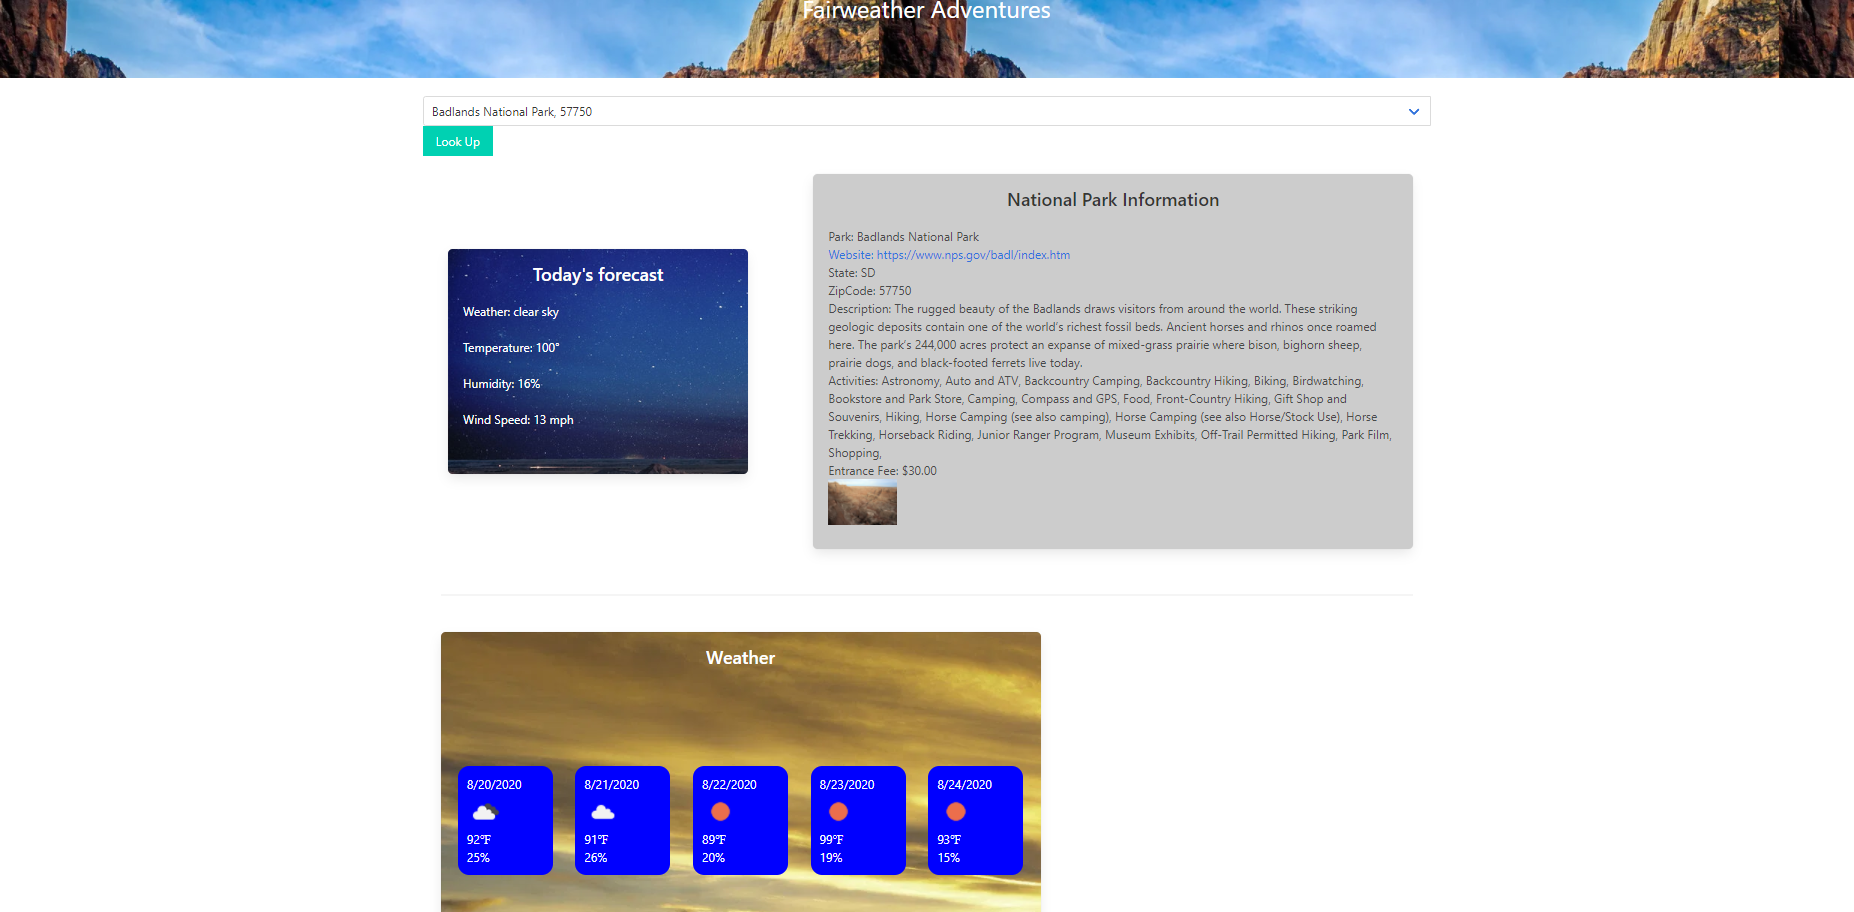 Fairweather Adventures
Badlands National Park, 57750
Look Up
Today's forecast
Weather: clear sky
Temperature: 100°
Humidity: 16%
Wind Speed: 13 mph
National Park Information
Park: Badlands National Park
Website: https://www.nps.gov/badl/index.htm
State: SD
ZipCode: 57750
Description: The rugged beauty of the Badlands draws visitors from around the world. These striking
geologic deposits contain one of the world’s richest fossil beds. Ancient horses and rhinos once roamed
here. The park’s 244,000 acres protect an expanse of mixed-grass prairie where bison, bighorn sheep,
prairie dogs, and black-footed ferrets live today.
Activities: Astronomy, Auto and ATV, Backcountry Camping, Backcountry Hiking, Biking, Birdwatching,
Bookstore and Park Store, Camping, Compass and GPS, Food, Front-Country Hiking, Gift Shop and
Souvenirs, Hiking, Horse Camping (see also camping), Horse Camping (see also Horse/Stock Use), Horse
Trekking, Horseback Riding, Junior Ranger Program, Museum Exhibits, Off-Trail Permitted Hiking, Park Film,
Shopping,
Entrance Fee: $30.00
Weather
8/20/2020
92℉
25%
8/21/2020
91℉
26%
8/22/2020
89℉
20%
8/23/2020
99℉
19%
8/24/2020
93℉
15%